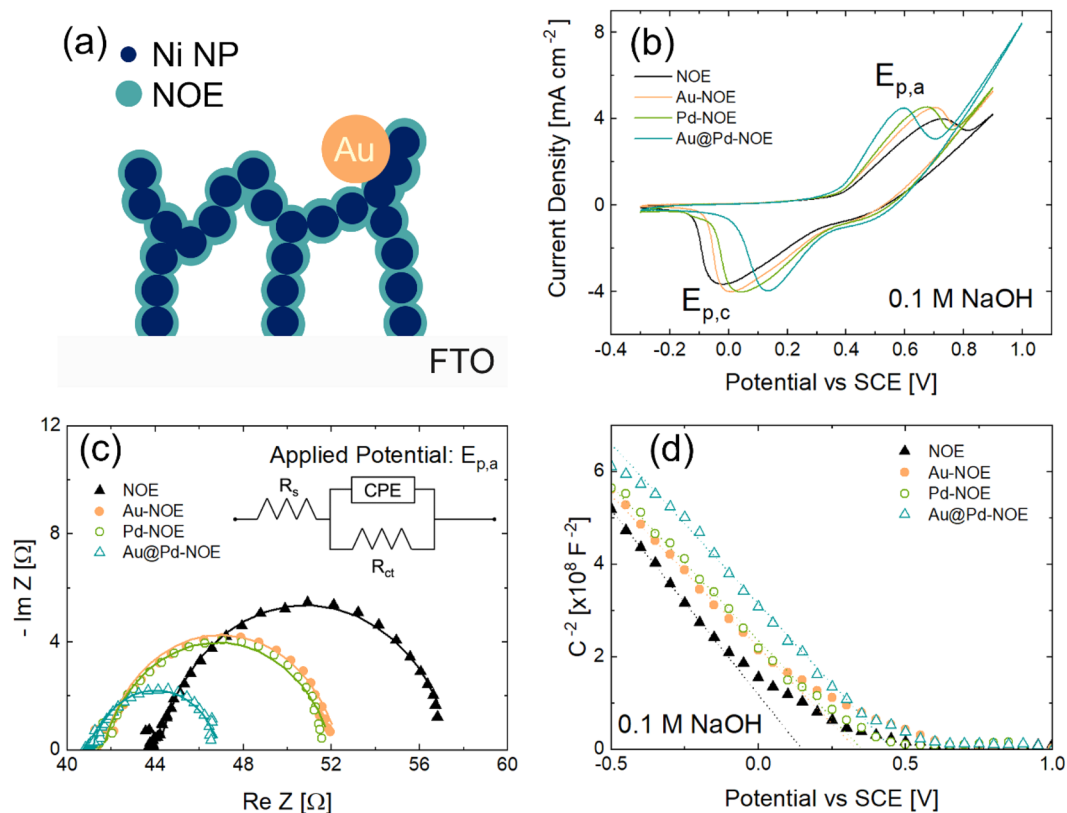 (a)
Ni NP
NOE
Au
FTO
(b)
NOE
Au-NOE
Pd-NOE
Au@Pd-NOE
E_{p,a}
E_{p,c}
0.1 M NaOH
8
4
0
-4
Current Density [mA cm^{-2}]
-0.4 -0.2 0.0 0.2 0.4 0.6 0.8 1.0
Potential vs SCE [V]
(c)
Applied Potential: E_{p,a}
NOE
Au-NOE
Pd-NOE
Au@Pd-NOE
R_s
CPE
R_{ct}
12
8
4
0
- Im Z [Ω]
40 44 48 52 56 60
Re Z [Ω]
(d)
NOE
Au-NOE
Pd-NOE
Au@Pd-NOE
0.1 M NaOH
6
4
2
0
C^{-2} [x10^8 F^{-2}]
-0.5 0.0 0.5 1.0
Potential vs SCE [V]